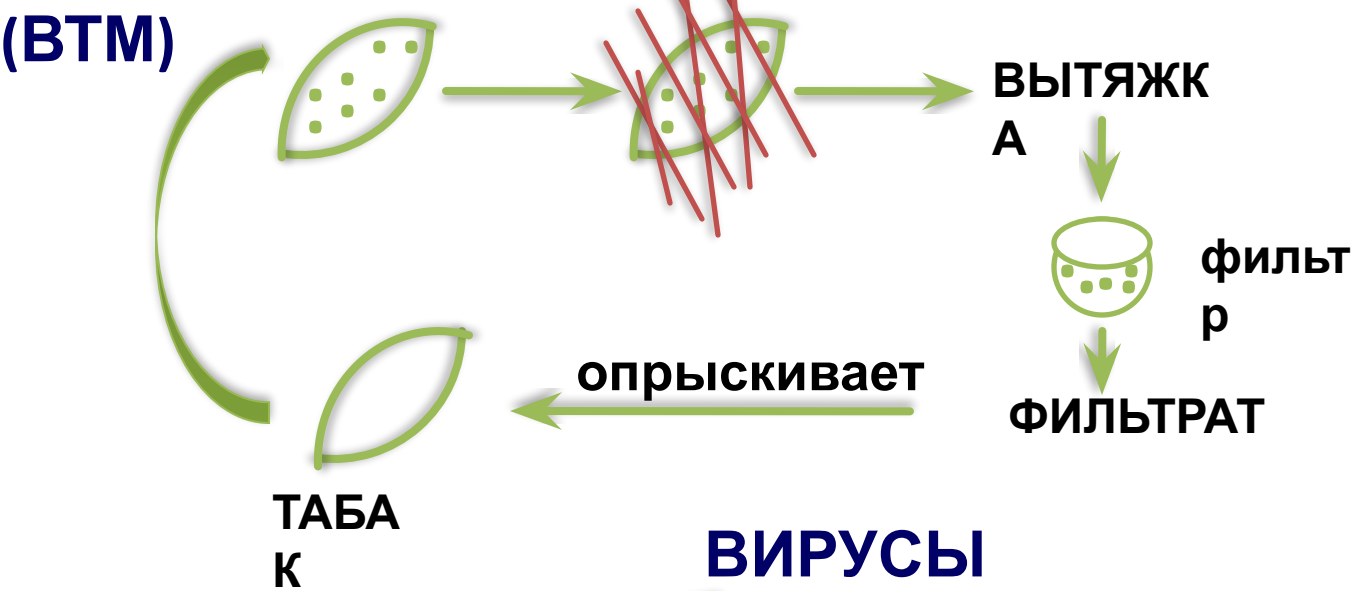 (ВТМ)
ВЫТЯЖК
А
фильт
р
опрыскивает
ФИЛЬТРАТ
ТАБА
К
ВИРУСЫ